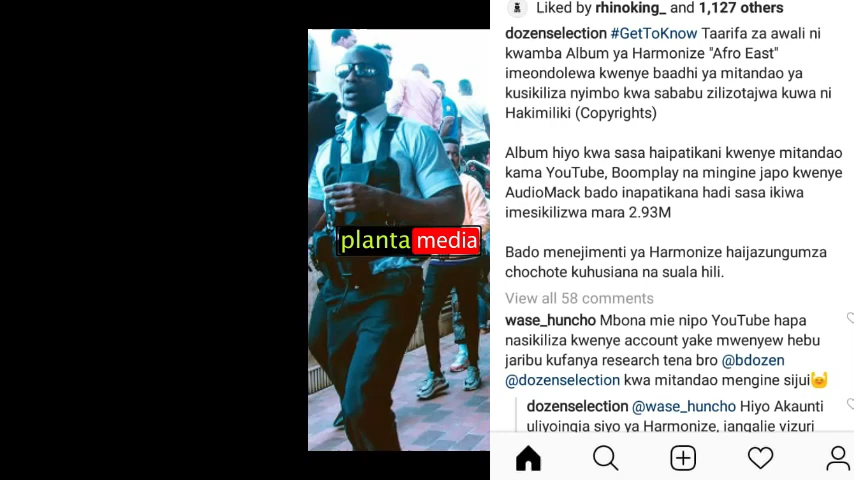 Liked by rhinoking_ and 1,127 others
dozenselection #GetToKnow Taarifa za awali ni
kwamba Album ya Harmonize "Afro East"
imeondolewa kwenye baadhi ya mitandao ya
kusikiliza nyimbo kwa sababu zilizotajwa kuwa ni
Hakimiliki (Copyrights)
Album hiyo kwa sasa haipatikani kwenye mitandao
kama YouTube, Boomplay na mingine japo kwenye
AudioMack bado inapatikana hadi sasa ikiwa
imesikilizwa mara 2.93M
Bado menejimenti ya Harmonize haijazungumza
chochote kuhusiana na suala hili.
View all 58 comments
wase_huncho Mbona mie nipo YouTube hapa
nasikiliza kwenye account yake mwenyew hebu
jaribu kufanya research tena bro @bdozen
@dozenselection kwa mitandao mengine sijui
dozenselection @wase_huncho Hiyo Akaunti
uliyoingia siyo ya Harmonize, iangalie vizuri
planta media